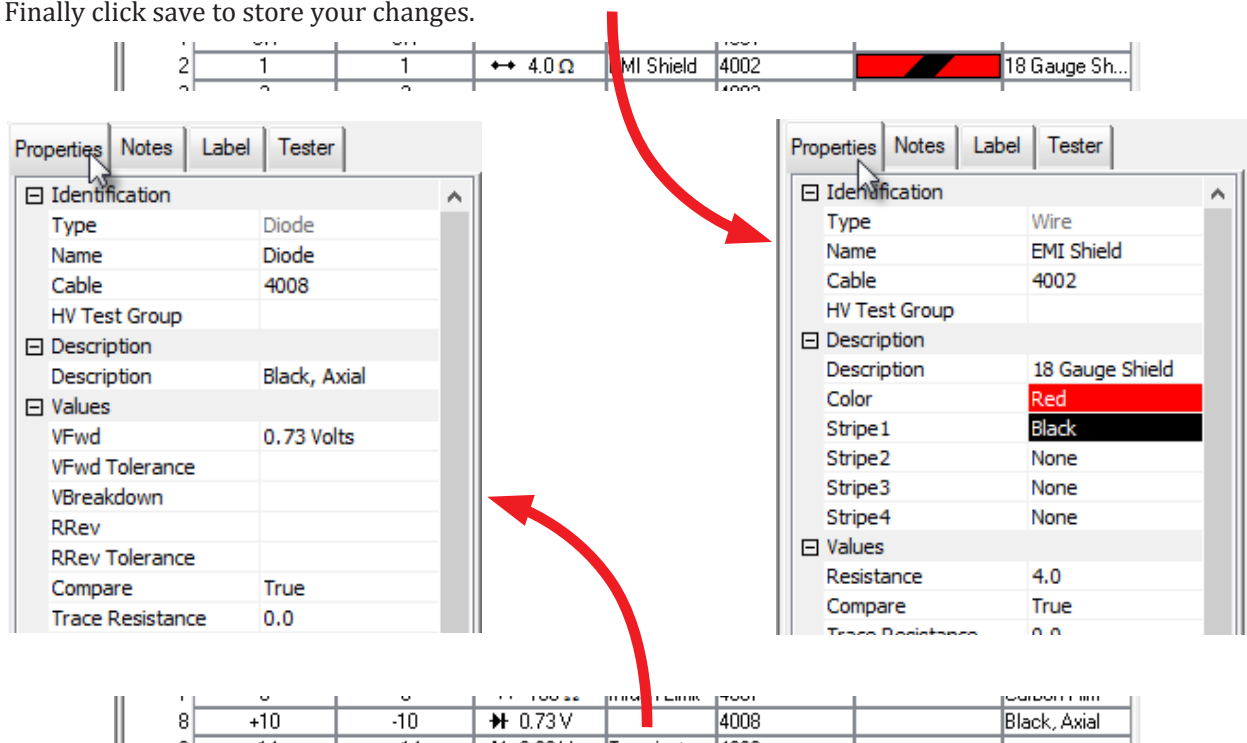 Finally click save to store your changes.
2 1 1 4.0 Ω EMI Shield 4002 18 Gauge Sh...
Properties Notes Label Tester
Identification
Type Diode
Name Diode
Cable 4008
HV Test Group
Description
Description Black, Axial
Values
VFwd 0.73 Volts
VFwd Tolerance
VBreakdown
RRev
RRev Tolerance
Compare True
Trace Resistance 0.0
Properties Notes Label Tester
Identification
Type Wire
Name EMI Shield
Cable 4002
HV Test Group
Description
Description 18 Gauge Shield
Color Red
Stripe1 Black
Stripe2 None
Stripe3 None
Stripe4 None
Values
Resistance 4.0
Compare True
Trace Resistance 0.0
8 +10 -10 0.73 V 4008 Black, Axial